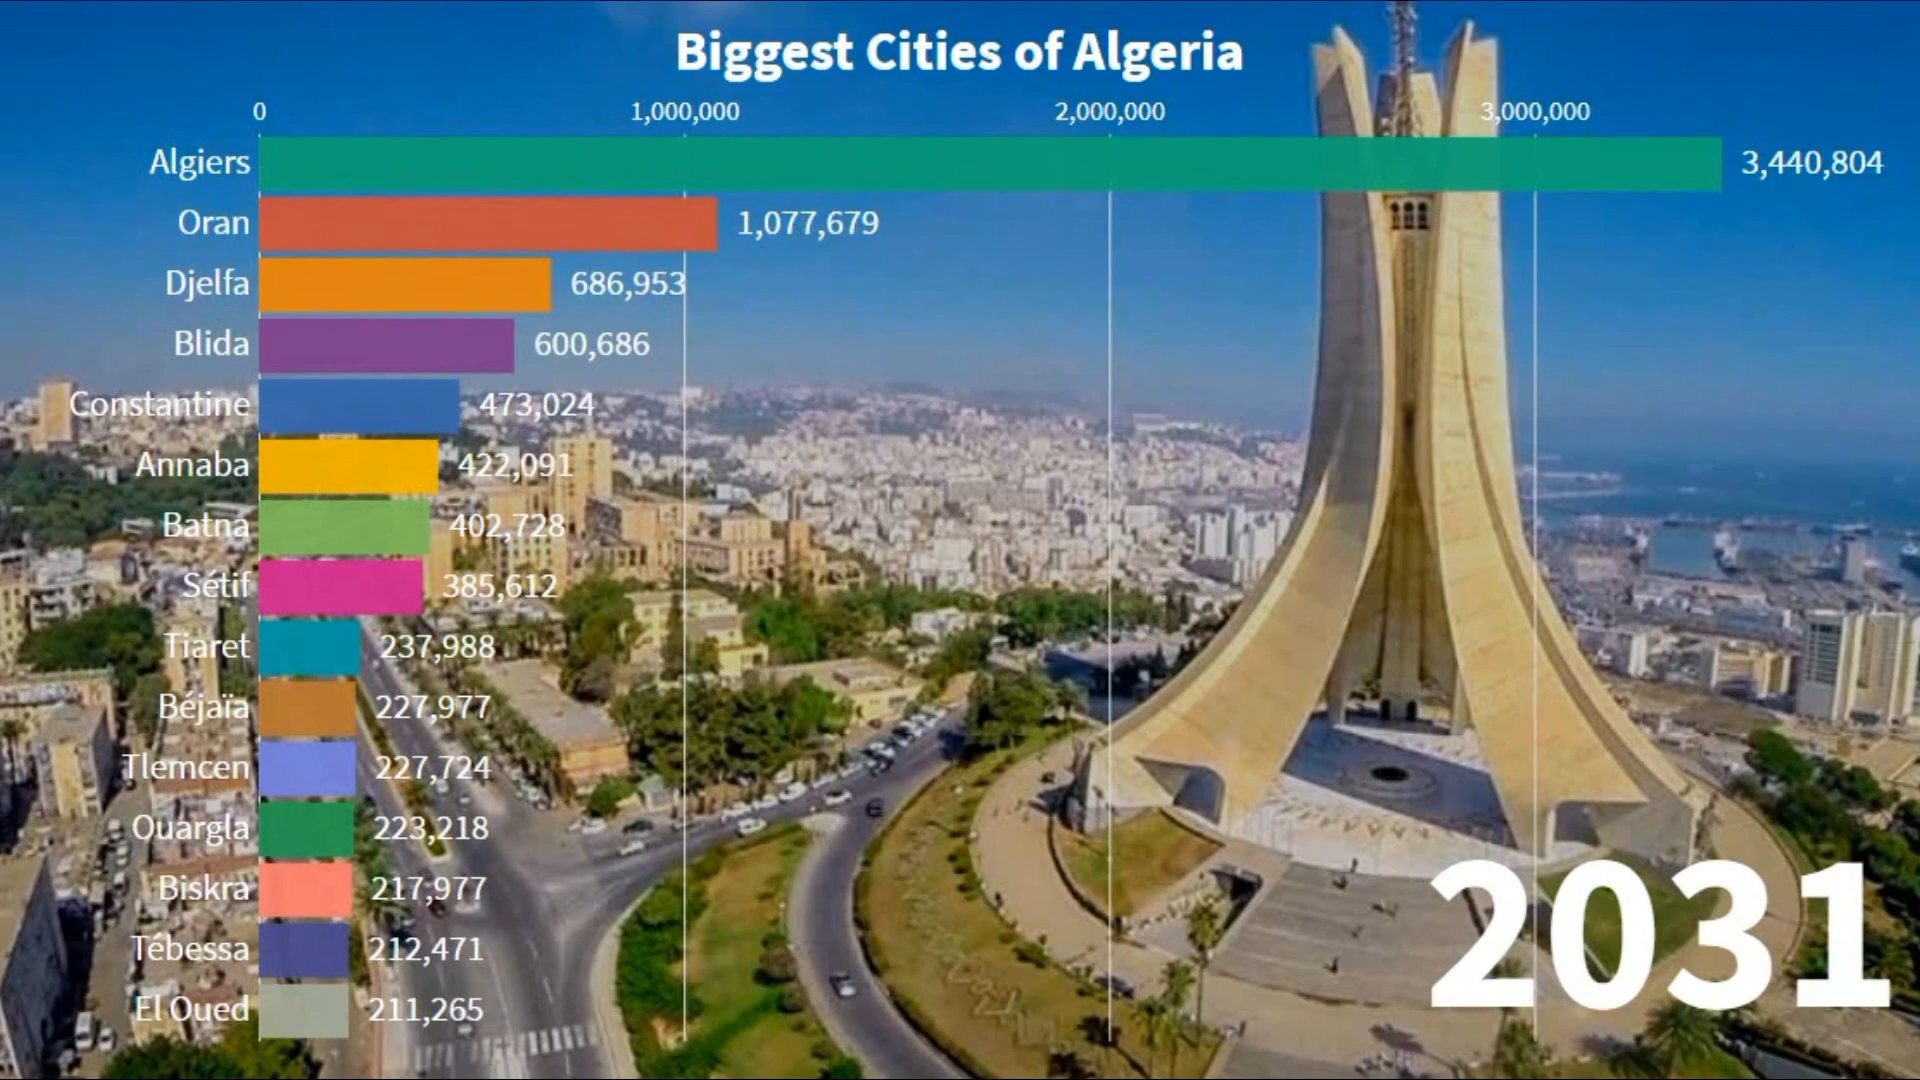 Biggest Cities of Algeria
0 1,000,000 2,000,000 3,000,000
Algiers 3,440,804
Oran 1,077,679
Djelfa 686,953
Blida 600,686
Constantine 473,024
Annaba 422,091
Batna 402,728
Sétif 385,612
Tiaret 237,988
Béjaïa 227,977
Tlemcen 227,724
Ouargla 223,218
Biskra 217,977
Tébessa 212,471
El Oued 211,265
2031